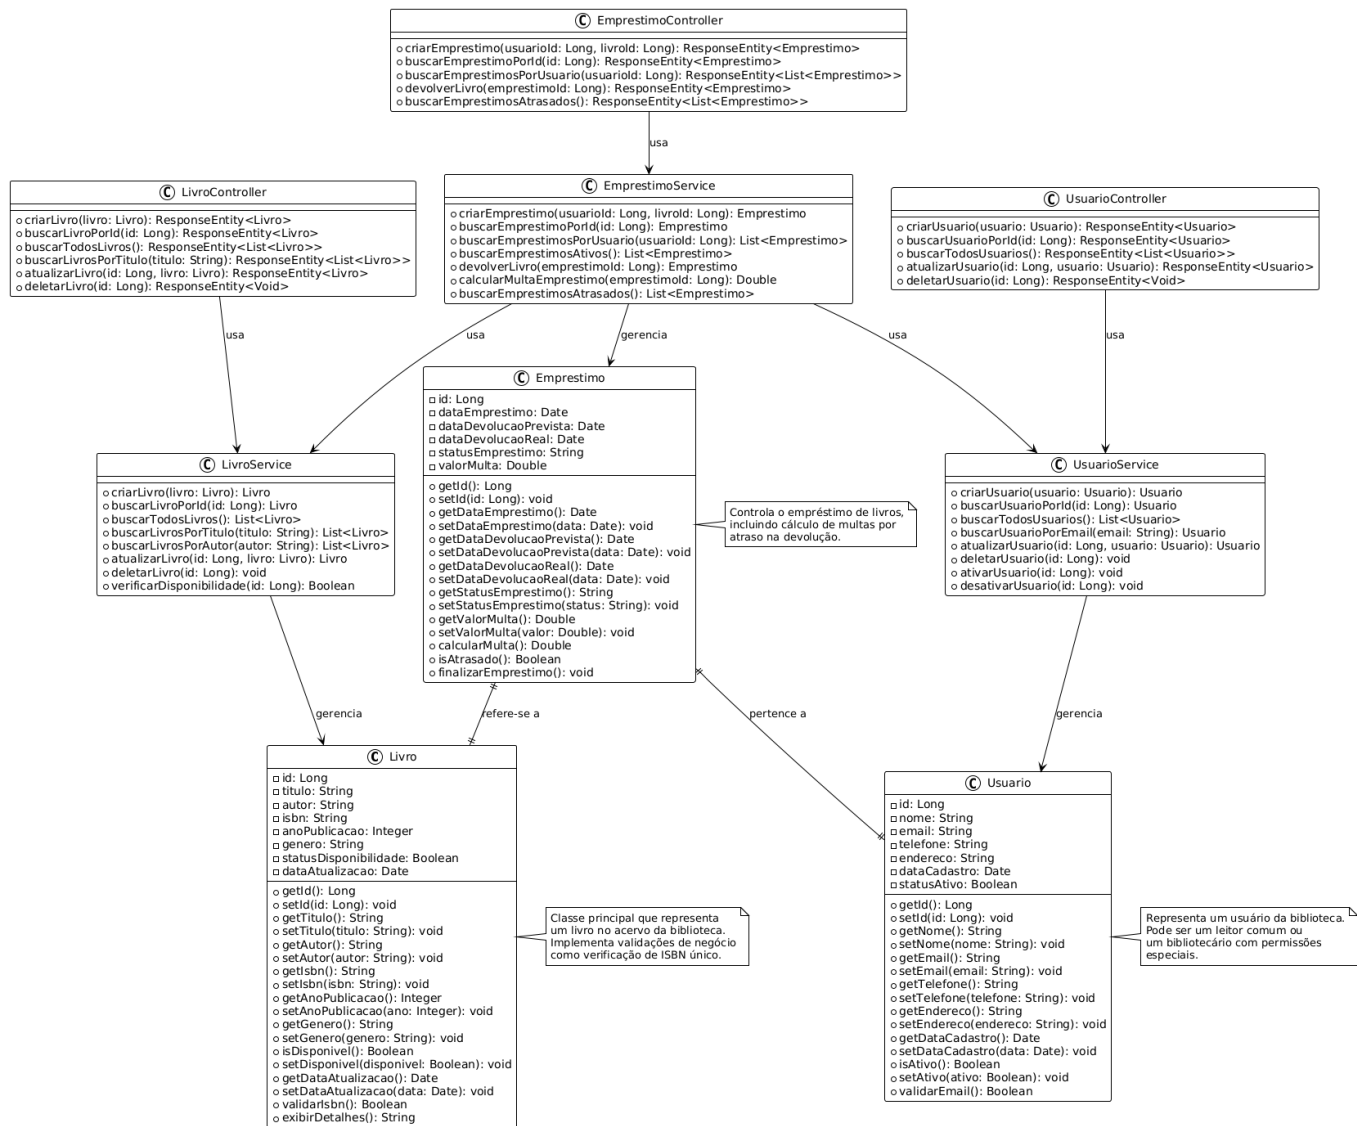 EmprestimoController
criarEmprestimo(usuarioId: Long, livroId: Long): ResponseEntity<Emprestimo>
buscarEmprestimoPorId(id: Long): ResponseEntity<Emprestimo>
buscarEmprestimosPorUsuario(usuarioId: Long): ResponseEntity<List<Emprestimo>>
devolverLivro(emprestimoId: Long): ResponseEntity<Emprestimo>
buscarEmprestimosAtrasados(): ResponseEntity<List<Emprestimo>>
usa
LivroController
criarLivro(livro: Livro): ResponseEntity<Livro>
buscarLivroPorId(id: Long): ResponseEntity<Livro>
buscarTodosLivros(): ResponseEntity<List<Livro>>
buscarLivrosPorTitulo(titulo: String): ResponseEntity<List<Livro>>
atualizarLivro(id: Long, livro: Livro): ResponseEntity<Livro>
deletarLivro(id: Long): ResponseEntity<Void>
EmprestimoService
criarEmprestimo(usuarioId: Long, livroId: Long): Emprestimo
buscarEmprestimoPorId(id: Long): Emprestimo
buscarEmprestimosPorUsuario(usuarioId: Long): List<Emprestimo>
buscarEmprestimosAtivos(): List<Emprestimo>
devolverLivro(emprestimoId: Long): Emprestimo
calcularMultaEmprestimo(emprestimoId: Long): Double
buscarEmprestimosAtrasados(): List<Emprestimo>
UsuarioController
criarUsuario(usuario: Usuario): ResponseEntity<Usuario>
buscarUsuarioPorId(id: Long): ResponseEntity<Usuario>
buscarTodosUsuarios(): ResponseEntity<List<Usuario>>
atualizarUsuario(id: Long, usuario: Usuario): ResponseEntity<Usuario>
deletarUsuario(id: Long): ResponseEntity<Void>
usa
usa
gerencia
usa
usa
Emprestimo
id: Long
dataEmprestimo: Date
dataDevolucaoPrevista: Date
dataDevolucaoReal: Date
statusEmprestimo: String
valorMulta: Double
getId(): Long
setId(id: Long): void
getDataEmprestimo(): Date
setDataEmprestimo(data: Date): void
getDataDevolucaoPrevista(): Date
setDataDevolucaoPrevista(data: Date): void
getDataDevolucaoReal(): Date
setDataDevolucaoReal(data: Date): void
getStatusEmprestimo(): String
setStatusEmprestimo(status: String): void
getValorMulta(): Double
setValorMulta(valor: Double): void
calcularMulta(): Double
isAtrasado(): Boolean
finalizarEmprestimo(): void
Controla o empréstimo de livros,
incluindo cálculo de multas por
atraso na devolução.
LivroService
criarLivro(livro: Livro): Livro
buscarLivroPorId(id: Long): Livro
buscarTodosLivros(): List<Livro>
buscarLivrosPorTitulo(titulo: String): List<Livro>
buscarLivrosPorAutor(autor: String): List<Livro>
atualizarLivro(id: Long, livro: Livro): Livro
deletarLivro(id: Long): void
verificarDisponibilidade(id: Long): Boolean
UsuarioService
criarUsuario(usuario: Usuario): Usuario
buscarUsuarioPorId(id: Long): Usuario
buscarTodosUsuarios(): List<Usuario>
buscarUsuarioPorEmail(email: String): Usuario
atualizarUsuario(id: Long, usuario: Usuario): Usuario
deletarUsuario(id: Long): void
ativarUsuario(id: Long): void
desativarUsuario(id: Long): void
gerencia
refere-se a
pertence a
gerencia
Livro
id: Long
titulo: String
autor: String
isbn: String
anoPublicacao: Integer
genero: String
statusDisponibilidade: Boolean
dataAtualizacao: Date
getId(): Long
setId(id: Long): void
getTitulo(): String
setTitulo(titulo: String): void
getAutor(): String
setAutor(autor: String): void
getIsbn(): String
setIsbn(isbn: String): void
getAnoPublicacao(): Integer
setAnoPublicacao(ano: Integer): void
getGenero(): String
setGenero(genero: String): void
isDisponivel(): Boolean
setDisponivel(disponivel: Boolean): void
getDataAtualizacao(): Date
setDataAtualizacao(data: Date): void
validarIsbn(): Boolean
exibirDetalhes(): String
Classe principal que representa
um livro no acervo da biblioteca.
Implementa validações de negócio
como verificação de ISBN único.
Usuario
id: Long
nome: String
email: String
telefone: String
endereco: String
dataCadastro: Date
statusAtivo: Boolean
getId(): Long
setId(id: Long): void
getNome(): String
setNome(nome: String): void
getEmail(): String
setEmail(email: String): void
getTelefone(): String
setTelefone(telefone: String): void
getEndereco(): String
setEndereco(endereco: String): void
getDataCadastro(): Date
setDataCadastro(data: Date): void
isAtivo(): Boolean
setAtivo(ativo: Boolean): void
validarEmail(): Boolean
Representa um usuário da biblioteca.
Pode ser um leitor comum ou
um bibliotecário com permissões
especiais.